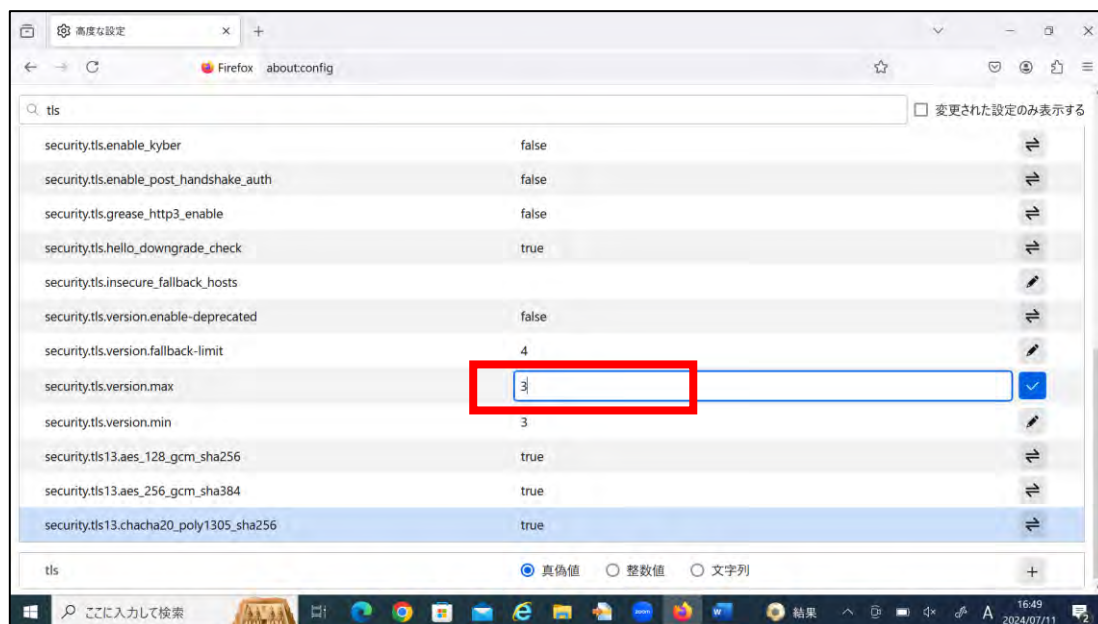 高度な設定
Firefox about:config
tls 変更された設定のみ表示する
security.tls.enable_kyber false
security.tls.enable_post_handshake_auth false
security.tls.grease_http3_enable false
security.tls.hello_downgrade_check true
security.tls.insecure_fallback_hosts
security.tls.version.enable-deprecated false
security.tls.version.fallback-limit 4
security.tls.version.max 3
security.tls.version.min 3
security.tls13.aes_128_gcm_sha256 true
security.tls13.aes_256_gcm_sha384 true
security.tls13.chacha20_poly1305_sha256 true
tls 真偽値 整数値 文字列
ここに入力して検索 zoom 結果 A 16:49
2024/07/11 2